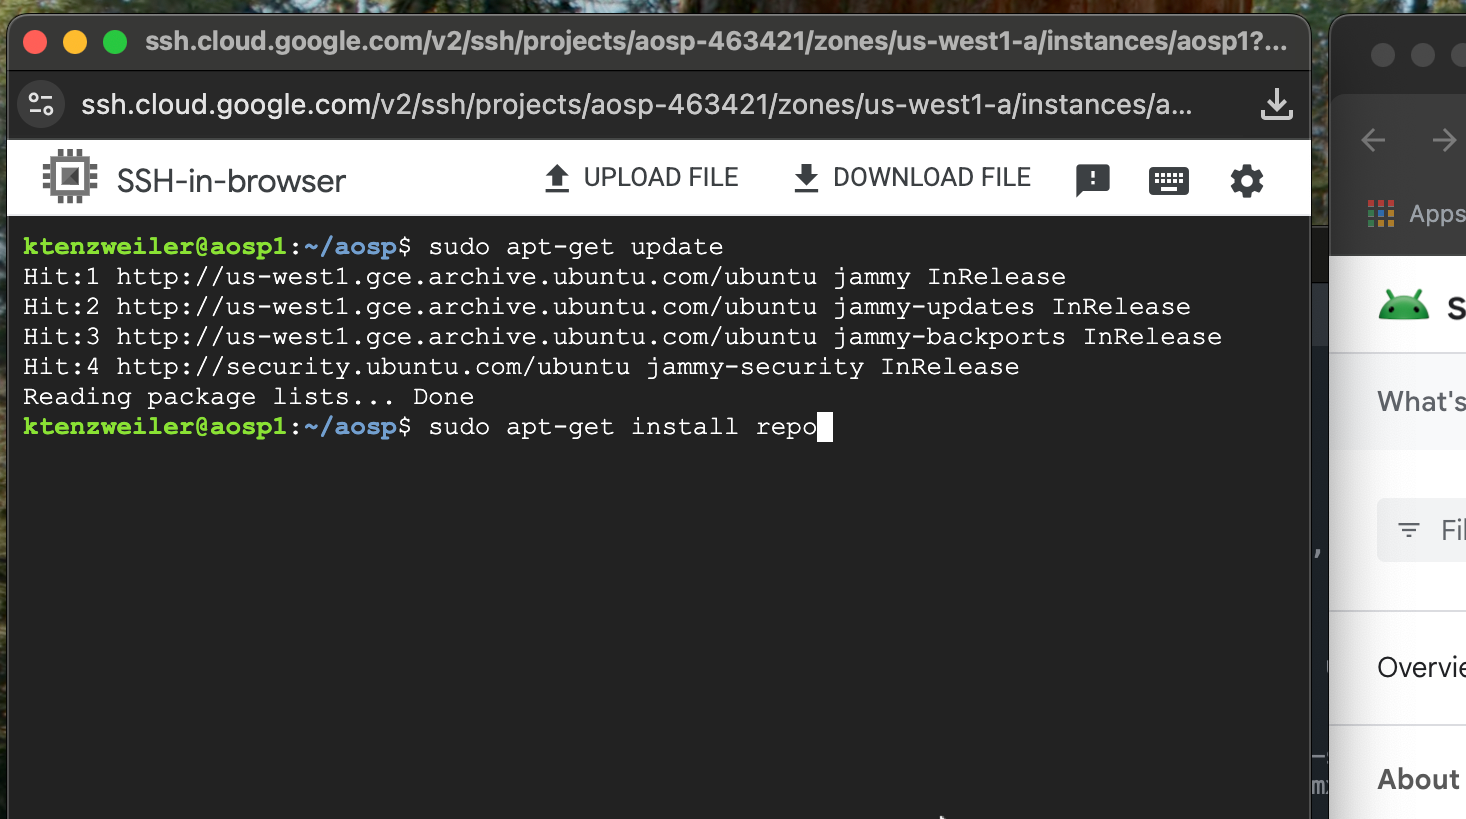 ssh.cloud.google.com/v2/ssh/projects/aosp-463421/zones/us-west1-a/instances/aosp1?...
ssh.cloud.google.com/v2/ssh/projects/aosp-463421/zones/us-west1-a/instances/a...
SSH-in-browser UPLOAD FILE DOWNLOAD FILE
ktenzweiler@aosp1:~/aosp$ sudo apt-get update
Hit:1 http://us-west1.gce.archive.ubuntu.com/ubuntu jammy InRelease
Hit:2 http://us-west1.gce.archive.ubuntu.com/ubuntu jammy-updates InRelease
Hit:3 http://us-west1.gce.archive.ubuntu.com/ubuntu jammy-backports InRelease
Hit:4 http://security.ubuntu.com/ubuntu jammy-security InRelease
Reading package lists... Done
ktenzweiler@aosp1:~/aosp$ sudo apt-get install repo
Apps
What's
Overvie
About